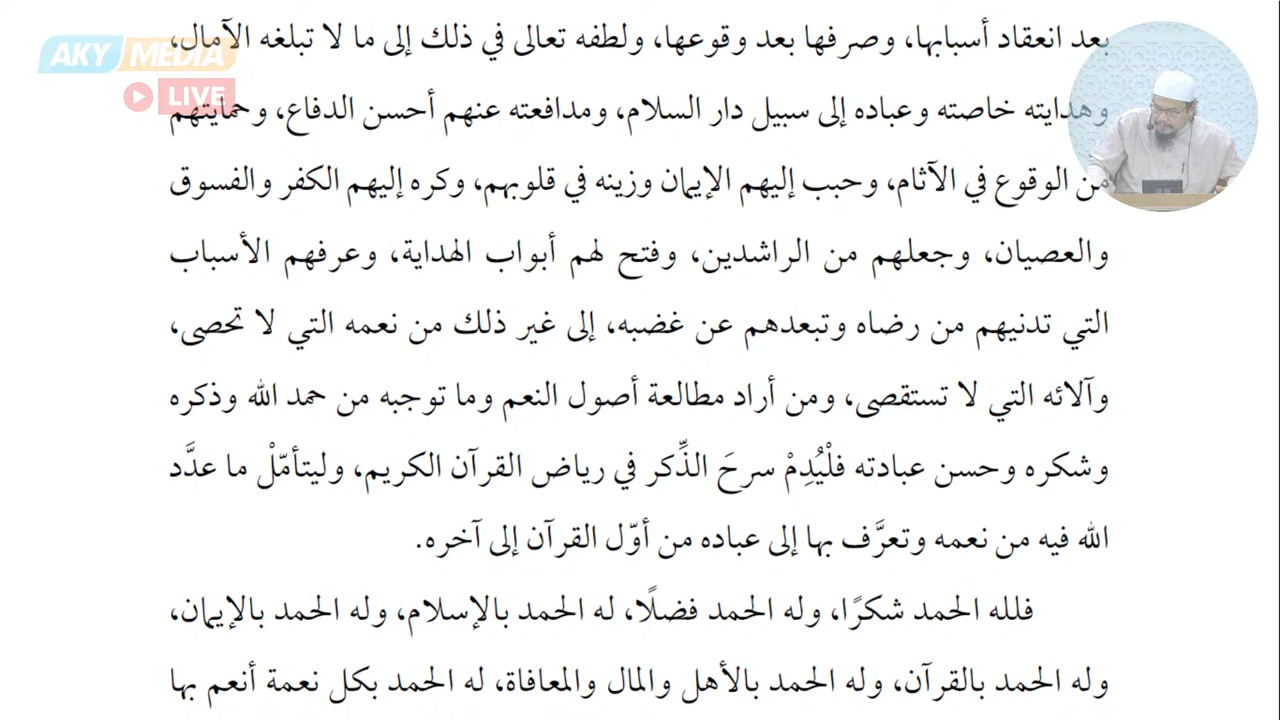 AKY MEDIA
LIVE
بعد انعقاد أسبابها، وصرفها بعد وقوعها، ولطفه تعالى في ذلك إلى ما لا تبلغه الآمال،
وهدايته خاصته وعباده إلى سبيل دار السلام، ومدافعته عنهم أحسن الدفاع، وحمايتهم
من الوقوع في الآثام، وحبب إليهم الإيمان وزينه في قلوبهم، وكره إليهم الكفر والفسوق
والعصيان، وجعلهم من الراشدين، وفتح لهم أبواب الهداية، وعرفهم الأسباب
التي تدنيهم من رضاه وتبعدهم عن غضبه، إلى غير ذلك من نعمه التي لا تحصى،
وآلائه التي لا تستقصى، ومن أراد مطالعة أصول النعم وما توجبه من حمد الله وذكره
وشكره وحسن عبادته فلْيُدِمْ سرحَ الذِّكر في رياض القرآن الكريم، وليتأمّلْ ما عدَّد
الله فيه من نعمه وتعرَّف بها إلى عباده من أوّل القرآن إلى آخره.
فلله الحمد شكرًا، وله الحمد فضلًا، له الحمد بالإسلام، وله الحمد بالإيمان،
وله الحمد بالقرآن، وله الحمد بالأهل والمال والمعافاة، له الحمد بكل نعمة أنعم بها